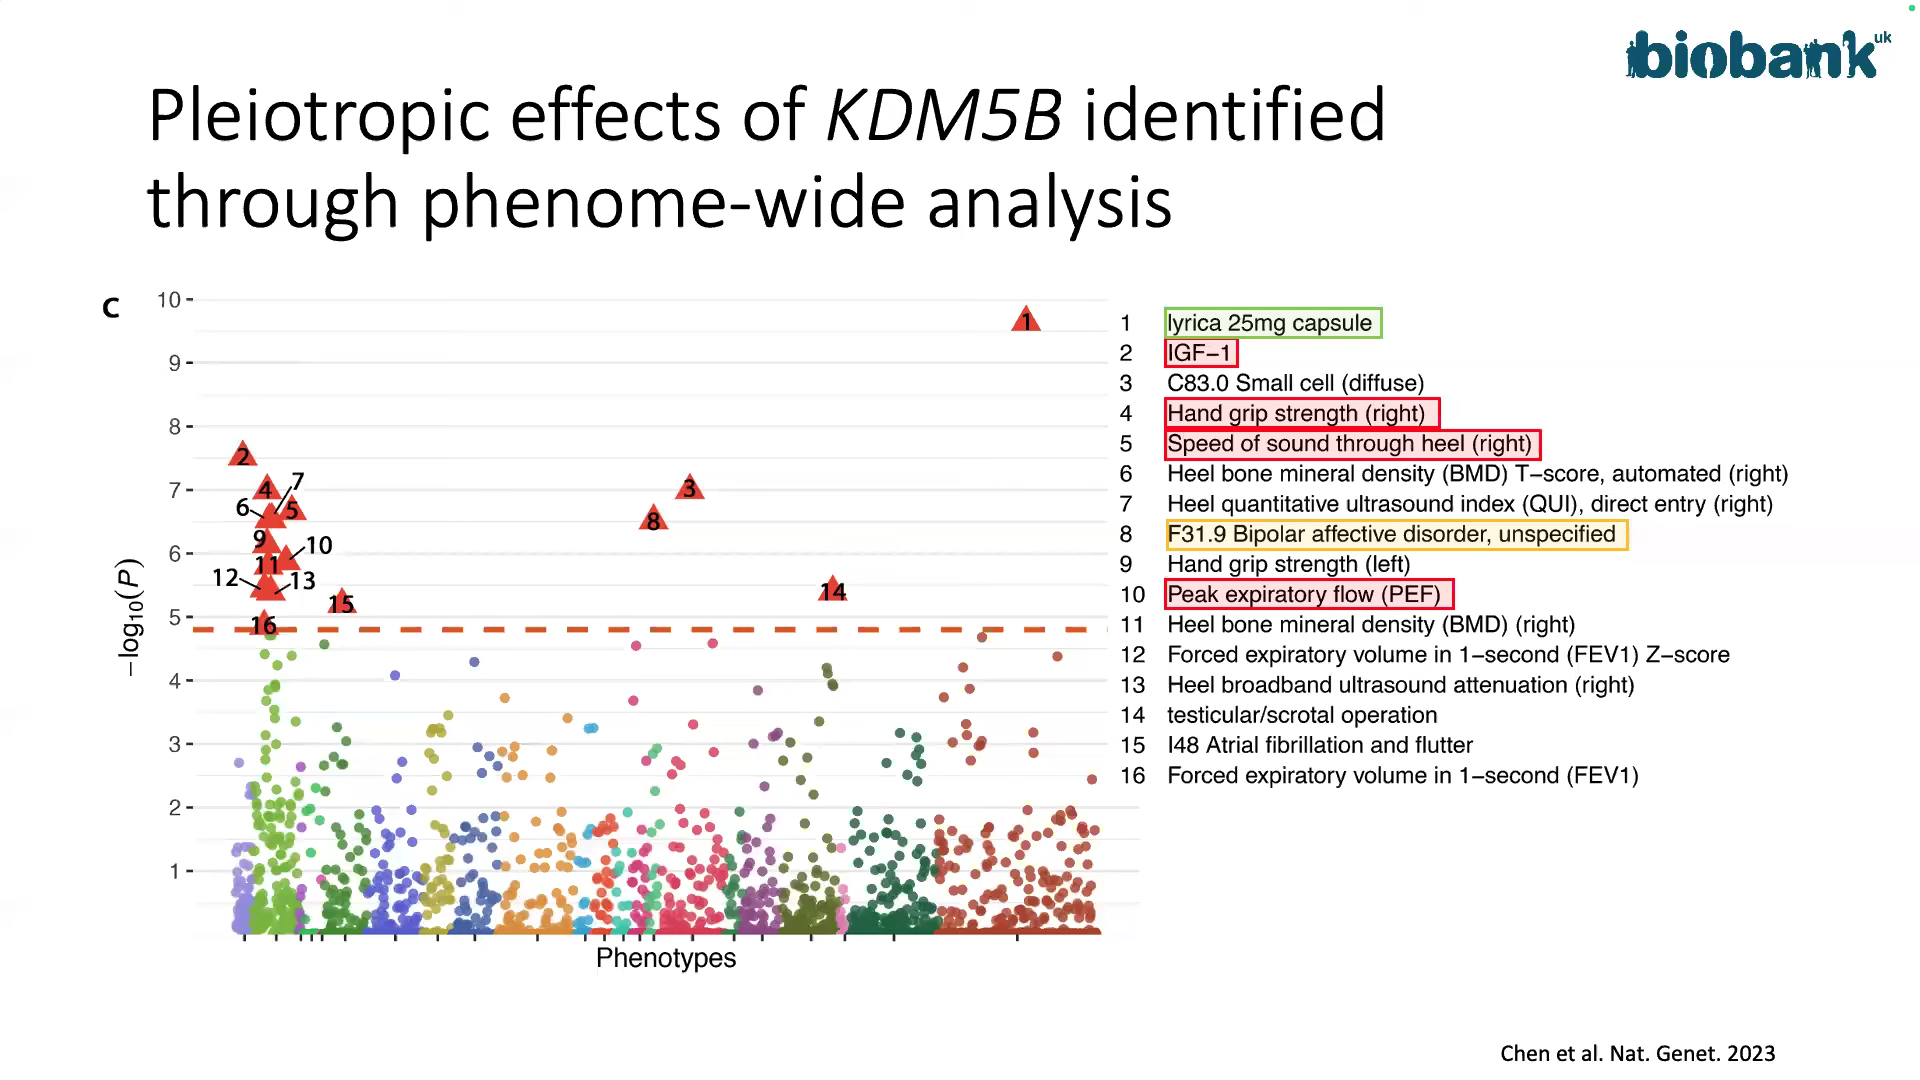 biobank uk
Pleiotropic effects of KDM5B identified
through phenome-wide analysis
c
10
9
8
7
6
5
4
3
2
1
−log10(P)
Phenotypes
1
2
3
4
5
6
7
8
9
10
11
12
13
14
15
16
1 lyrica 25mg capsule
2 IGF−1
3 C83.0 Small cell (diffuse)
4 Hand grip strength (right)
5 Speed of sound through heel (right)
6 Heel bone mineral density (BMD) T−score, automated (right)
7 Heel quantitative ultrasound index (QUI), direct entry (right)
8 F31.9 Bipolar affective disorder, unspecified
9 Hand grip strength (left)
10 Peak expiratory flow (PEF)
11 Heel bone mineral density (BMD) (right)
12 Forced expiratory volume in 1−second (FEV1) Z−score
13 Heel broadband ultrasound attenuation (right)
14 testicular/scrotal operation
15 I48 Atrial fibrillation and flutter
16 Forced expiratory volume in 1−second (FEV1)
Chen et al. Nat. Genet. 2023